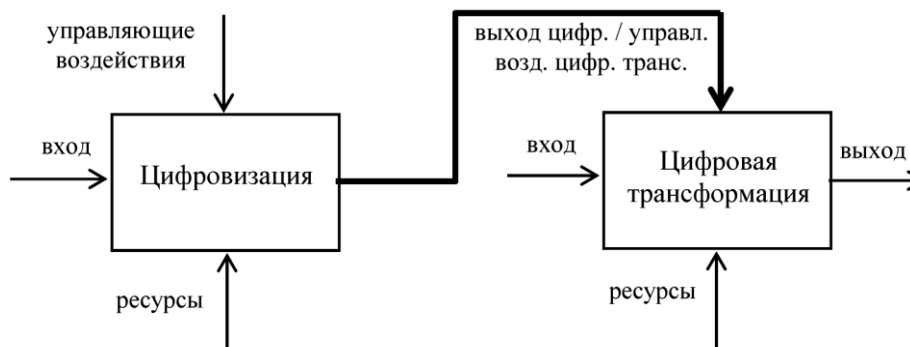 управляющие
воздействия
вход
Цифровизация
ресурсы
выход цифр. / управл.
возд. цифр. транс.
вход
Цифровая
трансформация
выход
ресурсы